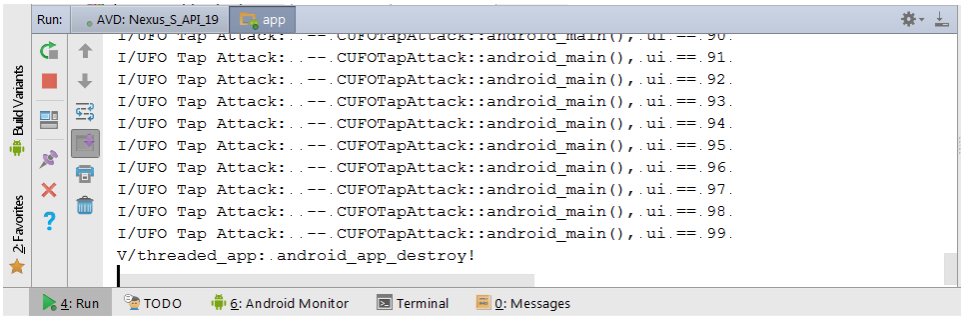 Run: AVD: Nexus_S_API_19 app
I/UFO Tap Attack: -- CUFOTapAttack::android_main(), ui == 90.
I/UFO Tap Attack: -- CUFOTapAttack::android_main(), ui == 91.
I/UFO Tap Attack: -- CUFOTapAttack::android_main(), ui == 92.
I/UFO Tap Attack: -- CUFOTapAttack::android_main(), ui == 93.
I/UFO Tap Attack: -- CUFOTapAttack::android_main(), ui == 94.
I/UFO Tap Attack: -- CUFOTapAttack::android_main(), ui == 95.
I/UFO Tap Attack: -- CUFOTapAttack::android_main(), ui == 96.
I/UFO Tap Attack: -- CUFOTapAttack::android_main(), ui == 97.
I/UFO Tap Attack: -- CUFOTapAttack::android_main(), ui == 98.
I/UFO Tap Attack: -- CUFOTapAttack::android_main(), ui == 99.
V/threaded_app: android_app_destroy!
Build Variants
2: Favorites
4: Run TODO 6: Android Monitor Terminal 0: Messages